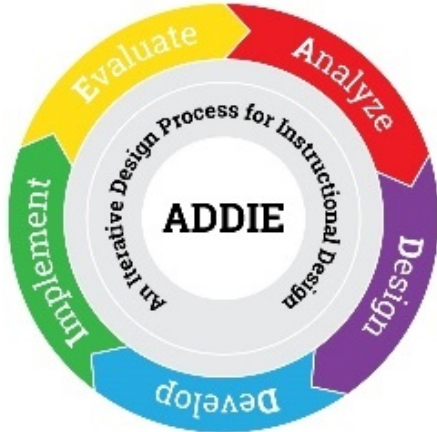 Analyze
Design
Develop
Implement
Evaluate
An Iterative Design Process for Instructional Design
ADDIE